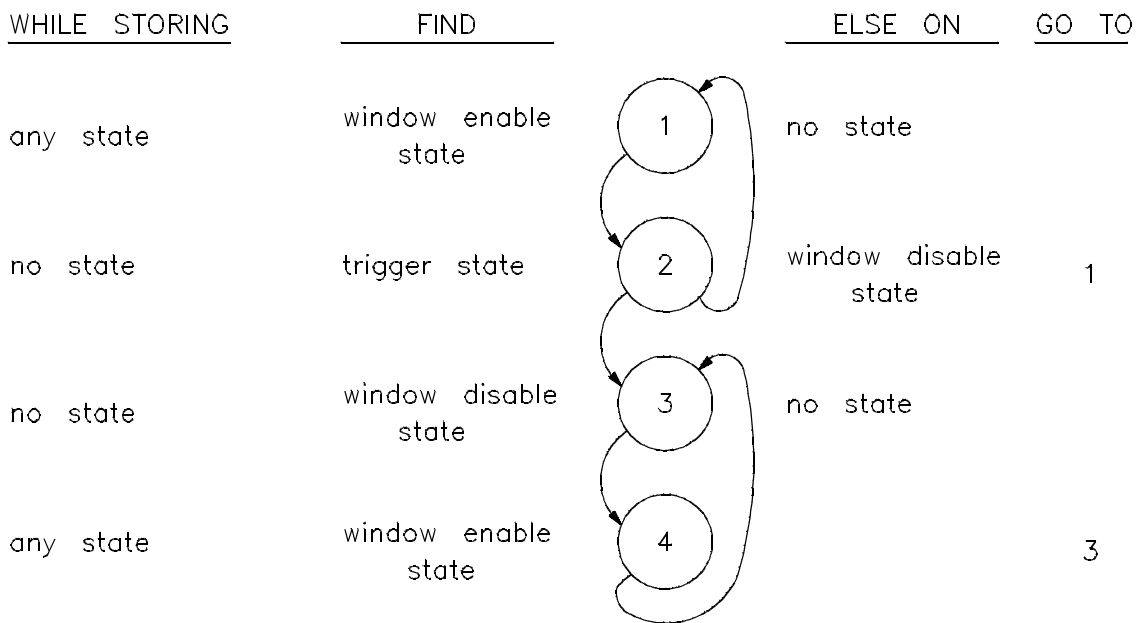 WHILE STORING FIND ELSE ON GO TO
any state window enable state 1 no state
no state trigger state 2 window disable state 1
no state window disable state 3 no state
any state window enable state 4 3